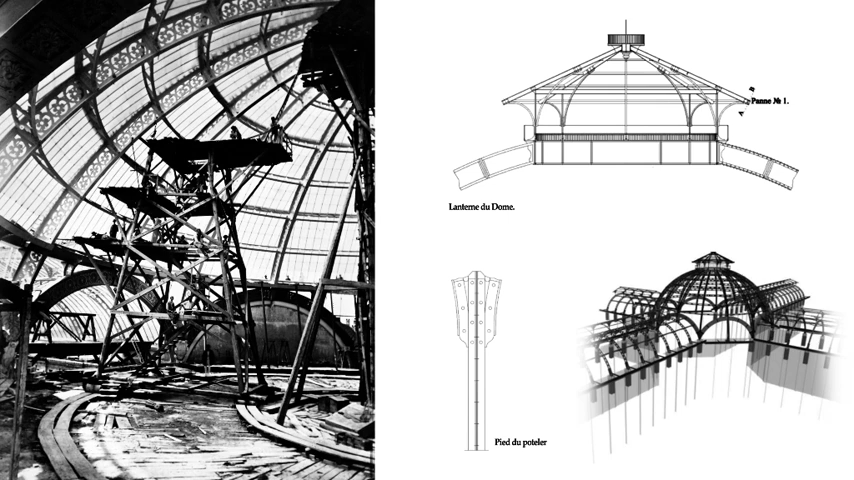 Panne № 1.
Lanterne du Dome.
Pied du poteler